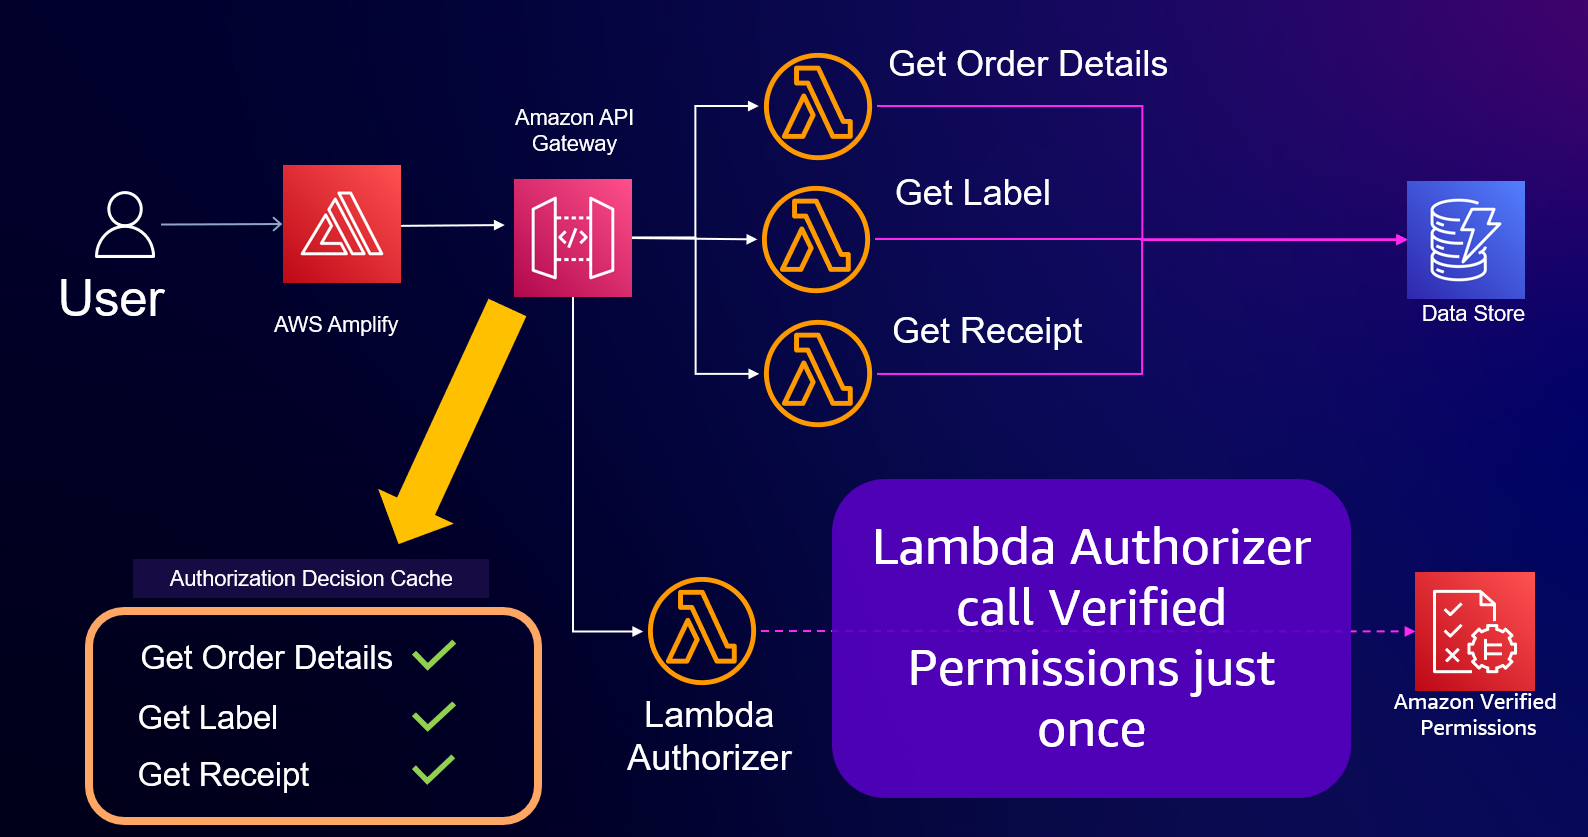 Get Order Details
Amazon API
Gateway
Get Label
User
AWS Amplify
</>
Get Receipt
Data Store
Authorization Decision Cache
Get Order Details
Get Label
Get Receipt
Lambda
Authorizer
Lambda Authorizer
call Verified
Permissions just
once
Amazon Verified
Permissions